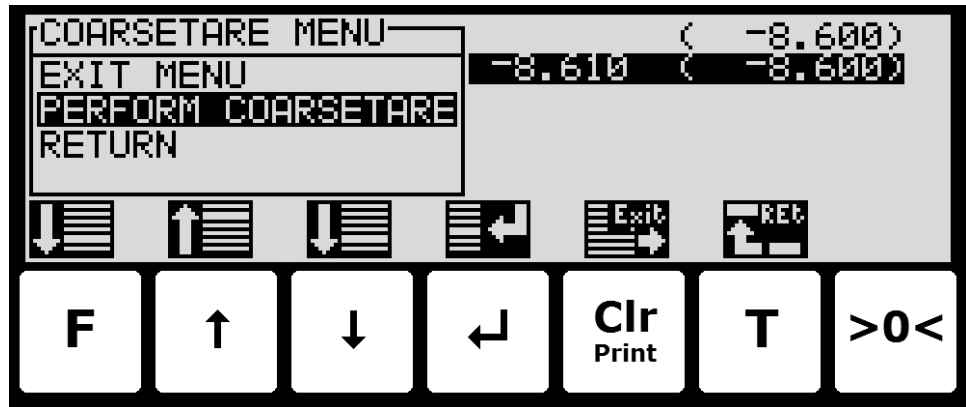 COARSETARE MENU
( -8.600)
EXIT MENU
-8.610 ( -8.600)
PERFORM COARSETARE
RETURN
Exit
REt
F ↑ ↓ ↵ Clr Print T >0<